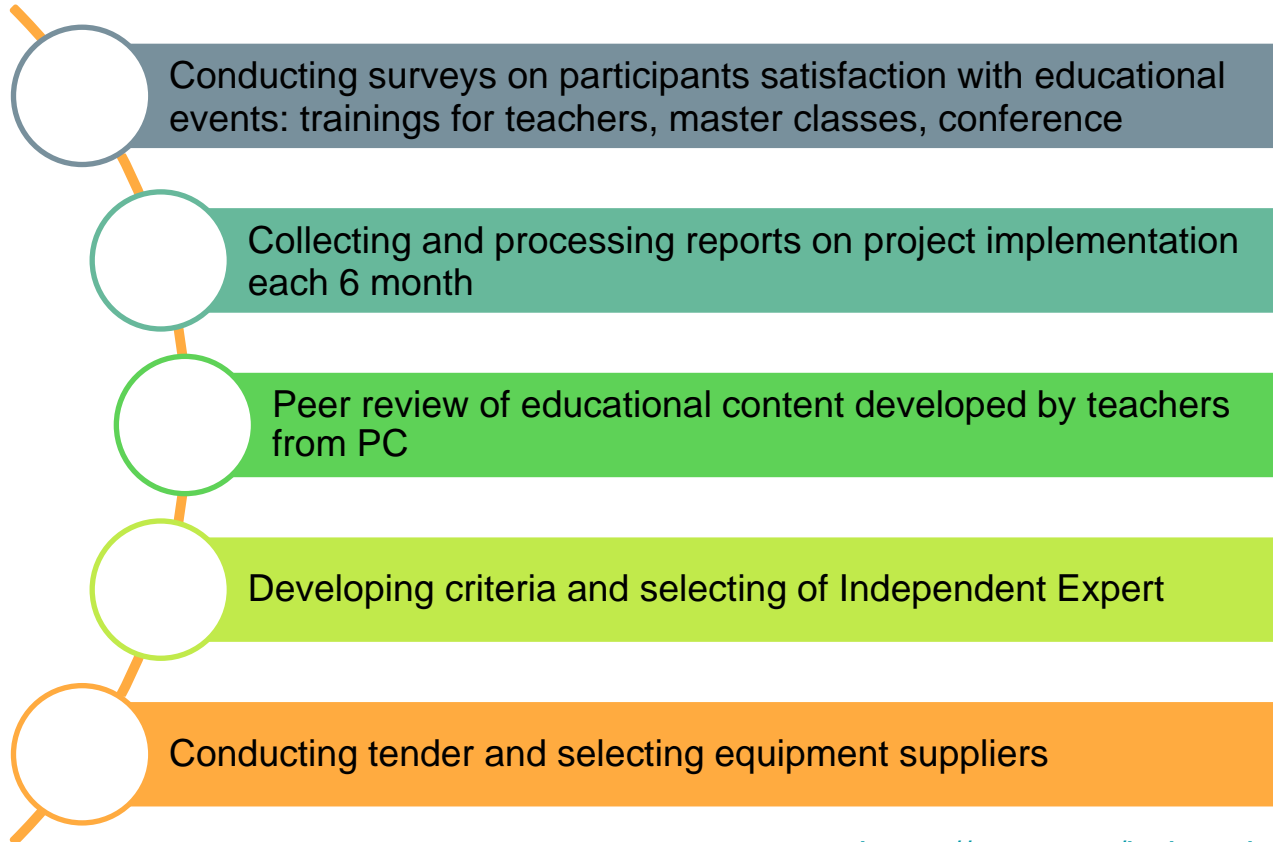 Conducting surveys on participants satisfaction with educational
events: trainings for teachers, master classes, conference
Collecting and processing reports on project implementation
each 6 month
Peer review of educational content developed by teachers
from PC
Developing criteria and selecting of Independent Expert
Conducting tender and selecting equipment suppliers